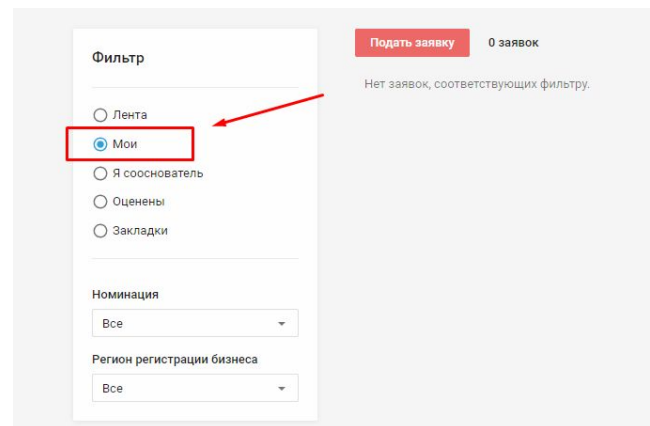 Фильтр
Лента
Мои
Я сооснователь
Оценены
Закладки
Номинация
Все
Регион регистрации бизнеса
Все
Подать заявку
0 заявок
Нет заявок, соответствующих фильтру.